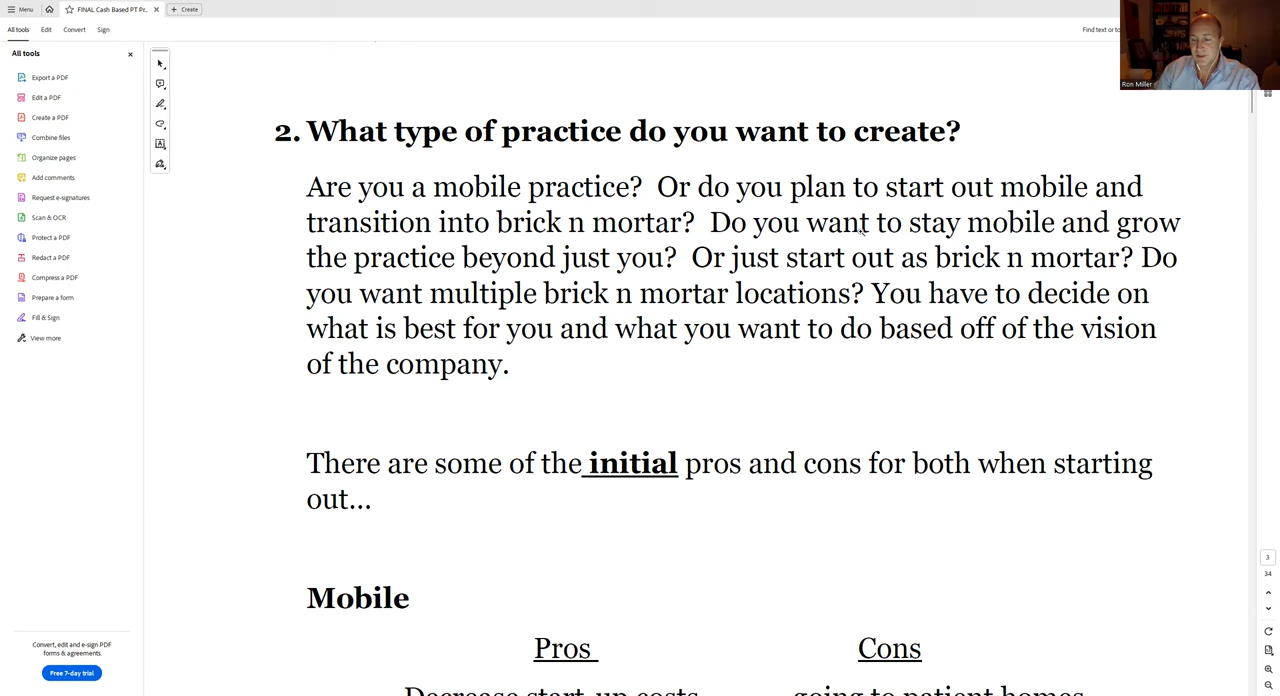 Menu
FINAL Cash Based PT Pr...
Create
All tools
Edit
Convert
Sign
Find text or to
Ron Miller
All tools
Export a PDF
Edit a PDF
Create a PDF
Combine files
Organize pages
Add comments
Request e-signatures
Scan & OCR
Protect a PDF
Redact a PDF
Compress a PDF
Prepare a form
Fill & Sign
View more
Convert, edit and e-sign PDF
forms & agreements.
Free 7-day trial
2. What type of practice do you want to create?
Are you a mobile practice?  Or do you plan to start out mobile and
transition into brick n mortar?  Do you want to stay mobile and grow
the practice beyond just you?  Or just start out as brick n mortar? Do
you want multiple brick n mortar locations? You have to decide on
what is best for you and what you want to do based off of the vision
of the company.
There are some of the initial pros and cons for both when starting
out...
Mobile
Pros
Cons
Decrease start-up costs
going to patient homes
3
34